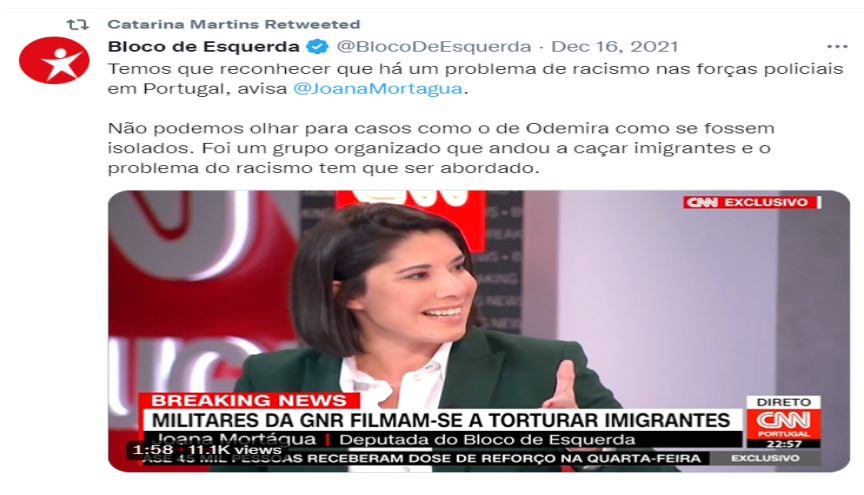 Catarina Martins Retweeted
Bloco de Esquerda @BlocoDeEsquerda · Dec 16, 2021
Temos que reconhecer que há um problema de racismo nas forças policiais
em Portugal, avisa @JoanaMortagua.
Não podemos olhar para casos como o de Odemira como se fossem
isolados. Foi um grupo organizado que andou a caçar imigrantes e o
problema do racismo tem que ser abordado.
CNN EXCLUSIVO
BREAKING NEWS
DIRETO
MILITARES DA GNR FILMAM-SE A TORTURAR IMIGRANTES
CNN
PORTUGAL
Joana Mortágua | Deputada do Bloco de Esquerda
22:57
1:58 11.1K views
45 MIL PESSOAS RECEBERAM DOSE DE REFORÇO NA QUARTA-FEIRA
EXCLUSIVO